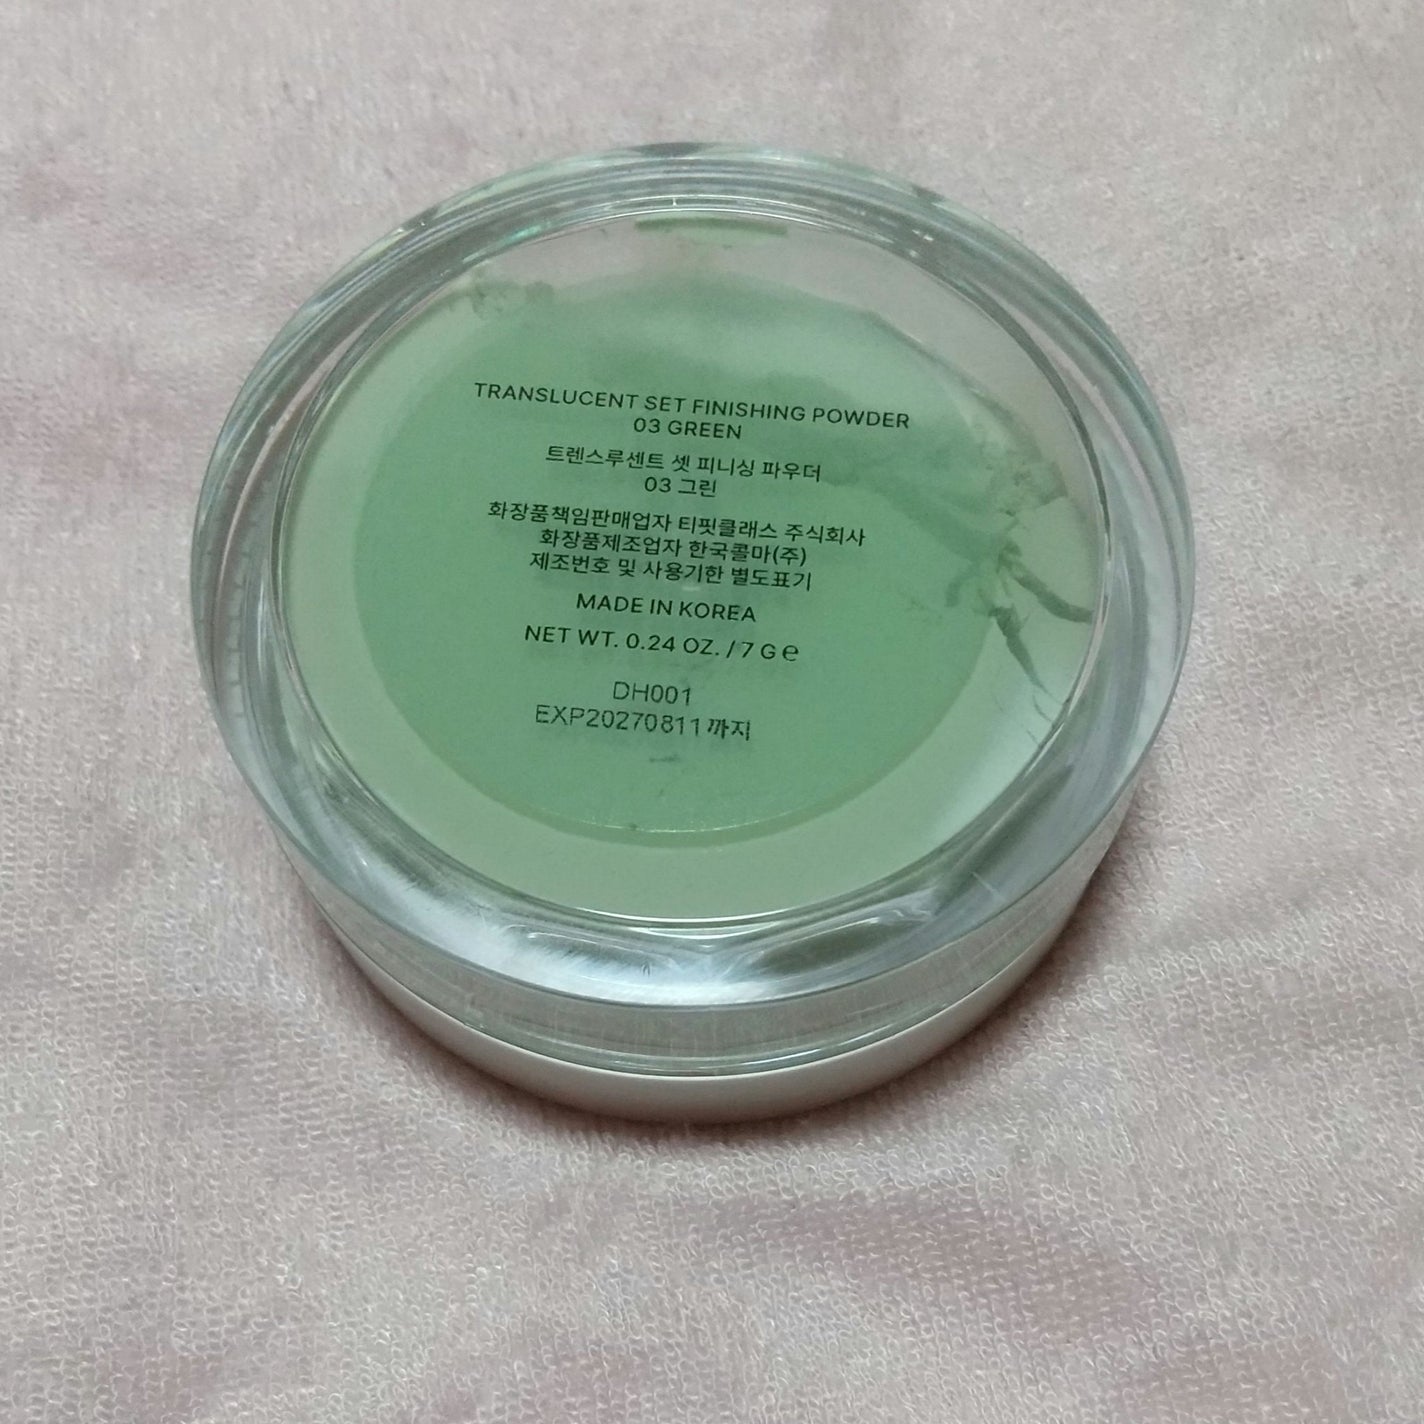 TRANSLUCENT SET FINISHING POWDER
03 GREEN
트렌스루센트 셋 피니싱 파우더
03 그린
화장품책임판매업자 티핏클래스 주식회사
화장품제조업자 한국콜마(주)
제조번호 및 사용기한 별도표기
MADE IN KOREA
NET WT. 0.24 OZ. / 7 G ℮
DH001
EXP20270811까지